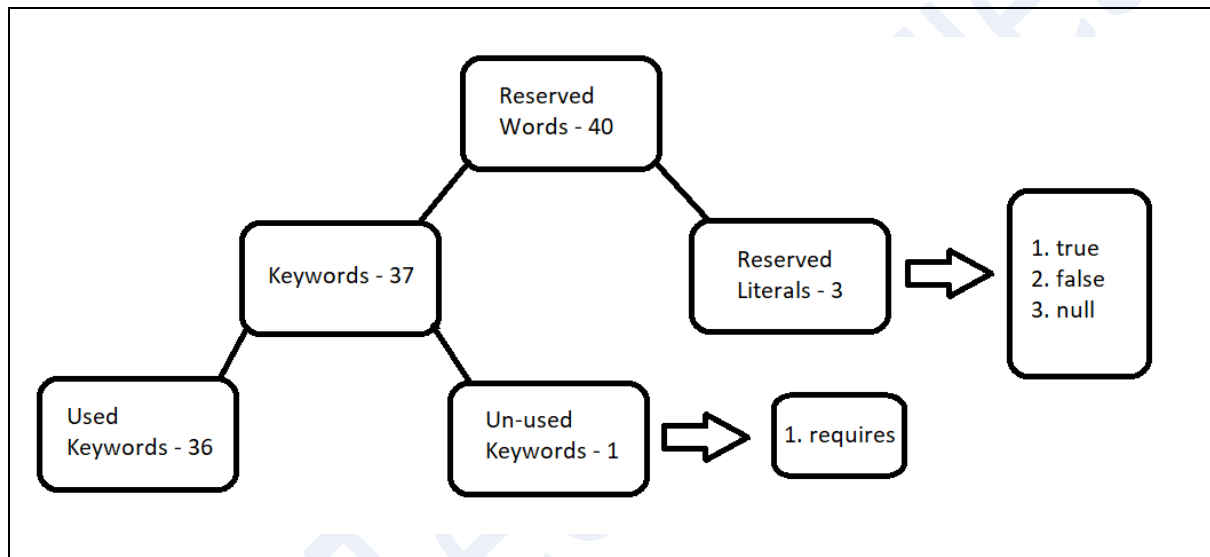 Reserved
Words - 40
Keywords - 37
Reserved
Literals - 3
1. true
2. false
3. null
Used
Keywords - 36
Un-used
Keywords - 1
1. requires